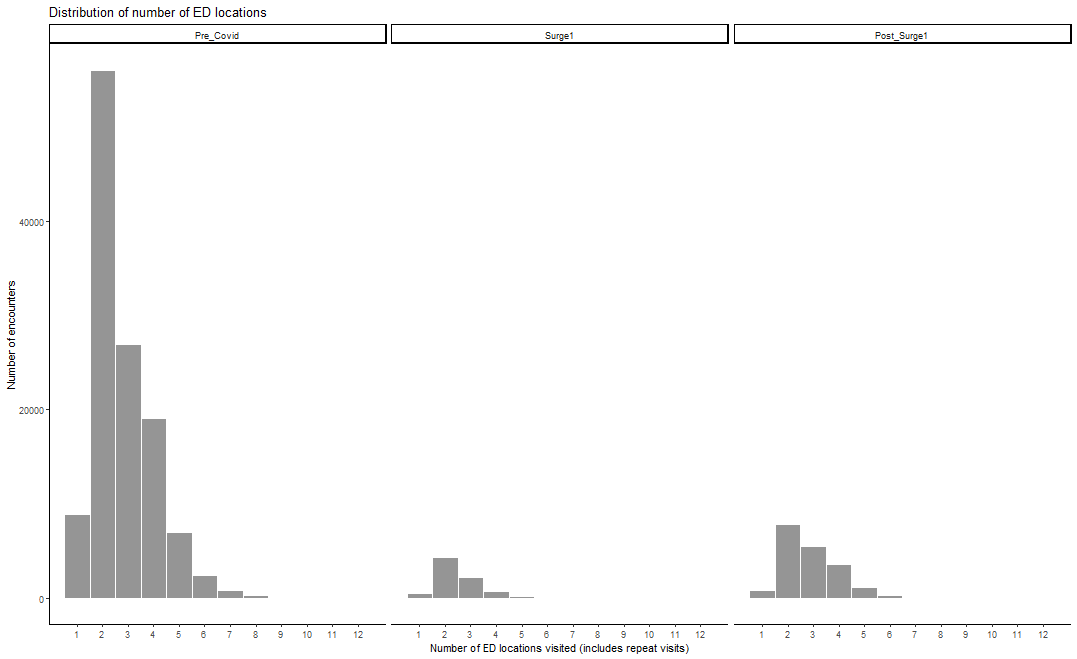 Distribution of number of ED locations
Pre_Covid
Surge1
Post_Surge1
Number of encounters
40000
20000
0
1 2 3 4 5 6 7 8 9 10 11 12
1 2 3 4 5 6 7 8 9 10 11 12
1 2 3 4 5 6 7 8 9 10 11 12
Number of ED locations visited (includes repeat visits)